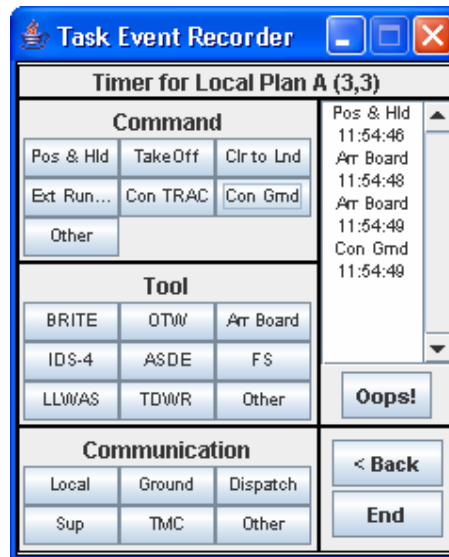 Task Event Recorder
Timer for Local Plan A (3,3)
Command
Pos & Hld TakeOff Clr to Lnd
Ext Run... Con TRAC Con Grnd
Other
Tool
BRITE OTW Arr Board
IDS-4 ASDE FS
LLWAS TDWR Other
Communication
Local Ground Dispatch
Sup TMC Other
Pos & Hld
11:54:46
Arr Board
11:54:48
Arr Board
11:54:49
Con Grnd
11:54:49
Oops!
< Back
End